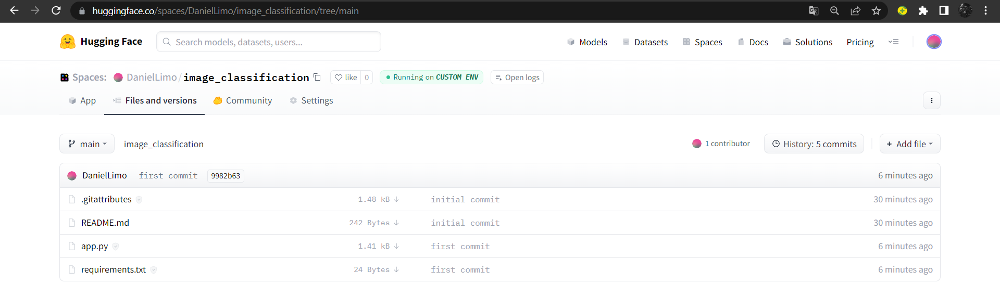 huggingface.co/spaces/DanielLimo/image_classification/tree/main
Hugging Face Search models, datasets, users... Models Datasets Spaces Docs Solutions Pricing
Spaces: DanielLimo/image_classification like 0 Running on CUSTOM ENV Open logs
App Files and versions Community Settings
main image_classification 1 contributor History: 5 commits + Add file
DanielLimo first commit 9982b63 6 minutes ago
.gitattributes 1.48 kB initial commit 30 minutes ago
README.md 242 Bytes initial commit 30 minutes ago
app.py 1.41 kB first commit 6 minutes ago
requirements.txt 24 Bytes first commit 6 minutes ago